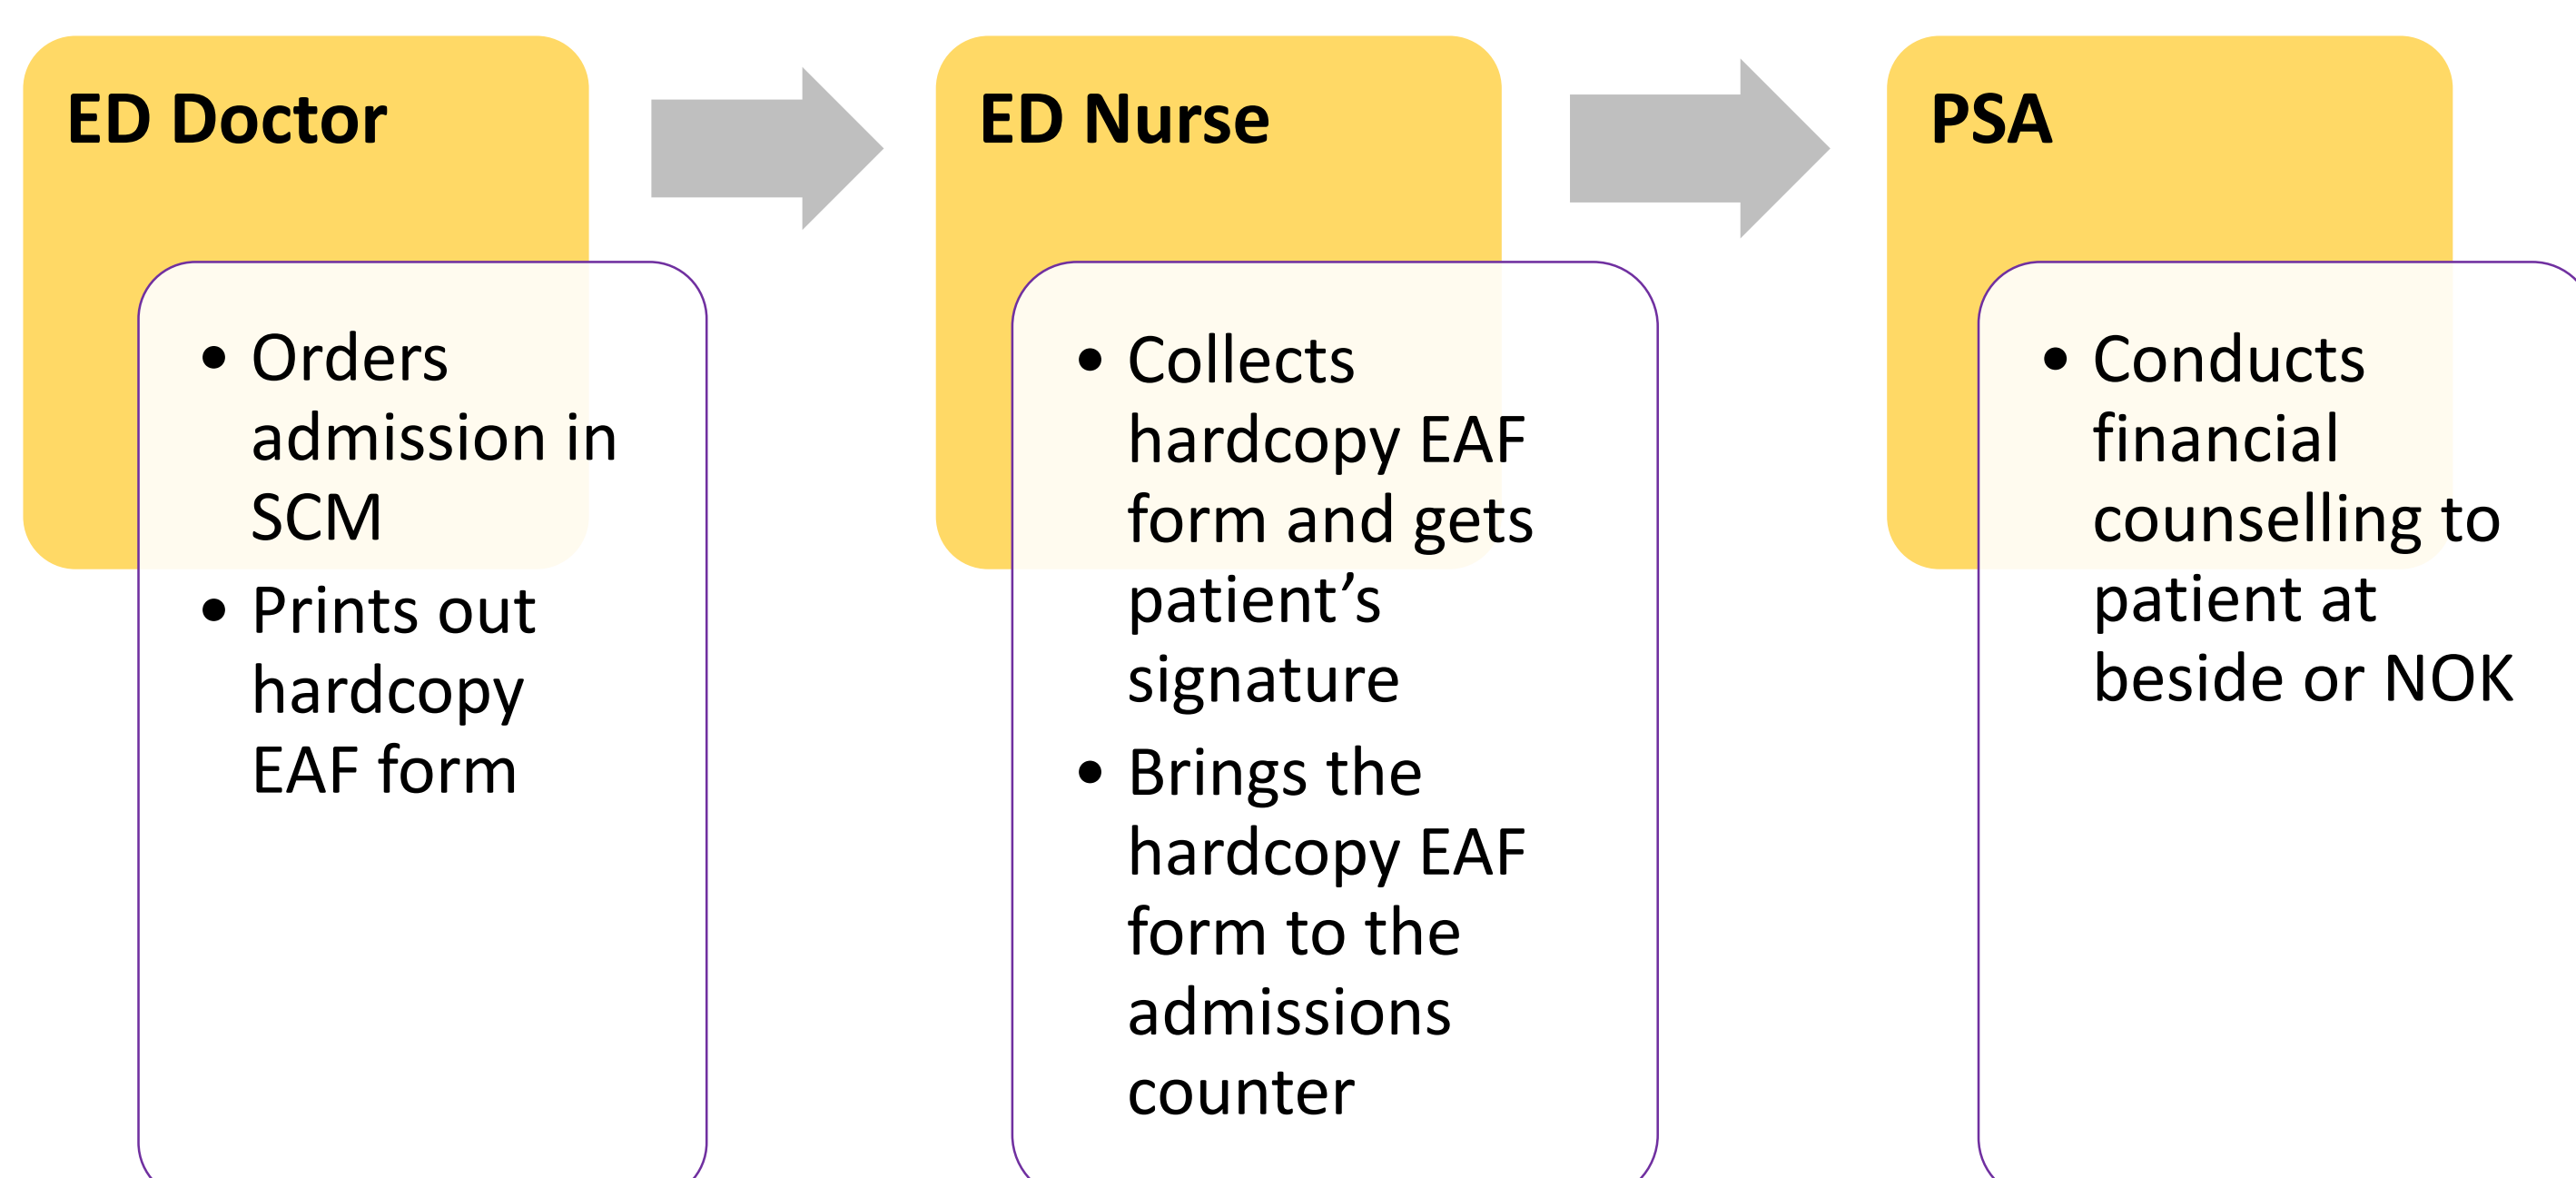 ED Doctor
• Orders
admission in
SCM
• Prints out
hardcopy
EAF form
ED Nurse
• Collects
hardcopy EAF
form and gets
patient’s
signature
• Brings the
hardcopy EAF
form to the
admissions
counter
PSA
• Conducts
financial
counselling to
patient at
beside or NOK